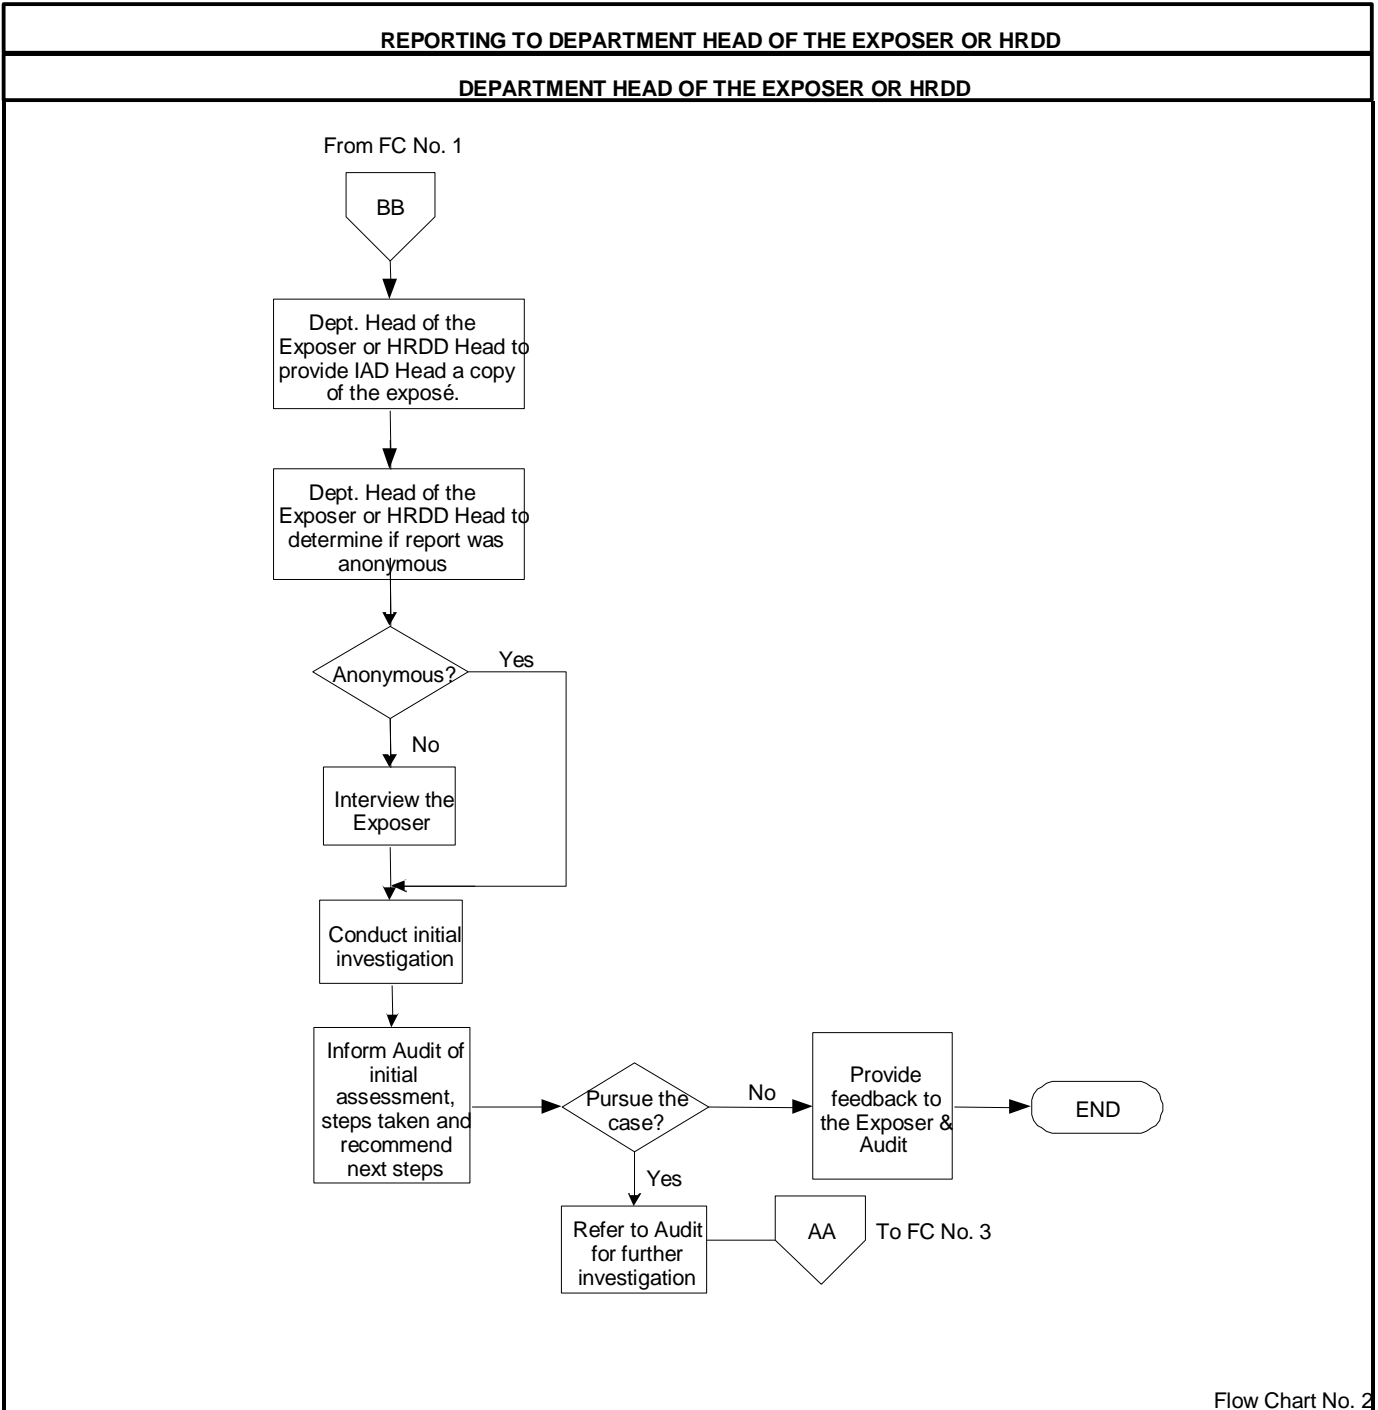 REPORTING TO DEPARTMENT HEAD OF THE EXPOSER OR HRDD
DEPARTMENT HEAD OF THE EXPOSER OR HRDD
From FC No. 1
BB
Dept. Head of the
Exposer or HRDD Head to
provide IAD Head a copy
of the exposé.
Dept. Head of the
Exposer or HRDD Head to
determine if report was
anonymous
Anonymous?
Yes
No
Interview the
Exposer
Conduct initial
investigation
Inform Audit of
initial
assessment,
steps taken and
recommend
next steps
Pursue the
case?
No
Provide
feedback to
the Exposer &
Audit
END
Yes
Refer to Audit
for further
investigation
AA
To FC No. 3
Flow Chart No. 2